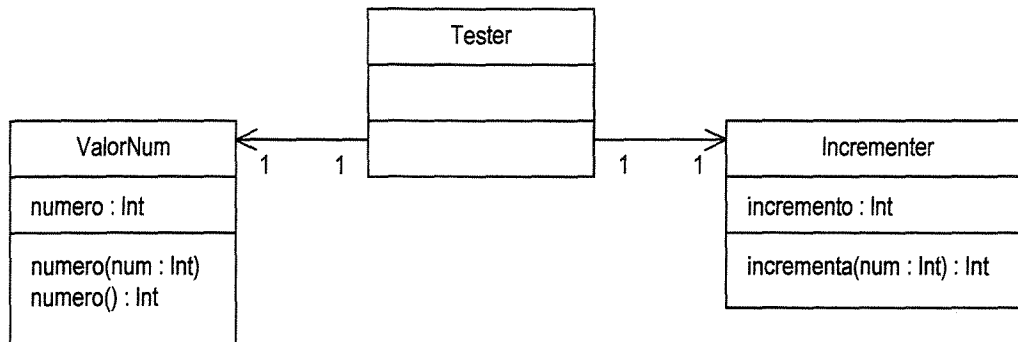 Tester
ValorNum
numero : Int
numero(num : Int)
numero() : Int
1 1
1 1
Incrementer
incremento : Int
incrementa(num : Int) : Int